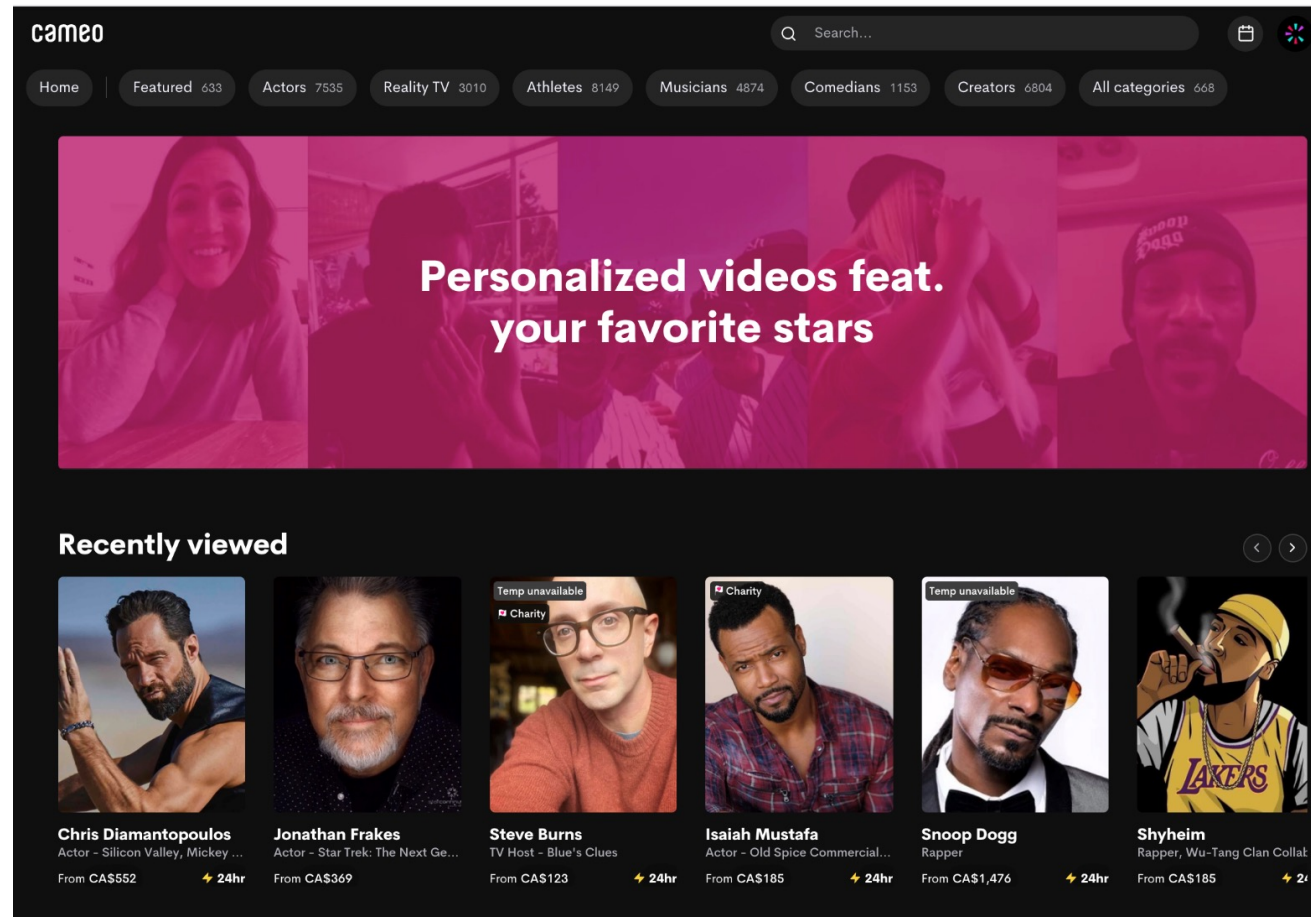 cameo
Search...
Home
Featured 633
Actors 7535
Reality TV 3010
Athletes 8149
Musicians 4874
Comedians 1153
Creators 6804
All categories 668
Personalized videos feat.
your favorite stars
Snoop
Dogg
Recently viewed
Temp unavailable
Charity
Charity
Temp unavailable
LAKERS
Chris Diamantopoulos
Actor - Silicon Valley, Mickey ...
From CA$552
24hr
Jonathan Frakes
Actor - Star Trek: The Next Ge...
From CA$369
Steve Burns
TV Host - Blue's Clues
From CA$123
24hr
Isaiah Mustafa
Actor - Old Spice Commercial...
From CA$185
24hr
Snoop Dogg
Rapper
From CA$1,476
24hr
Shyheim
Rapper, Wu-Tang Clan
From CA$185